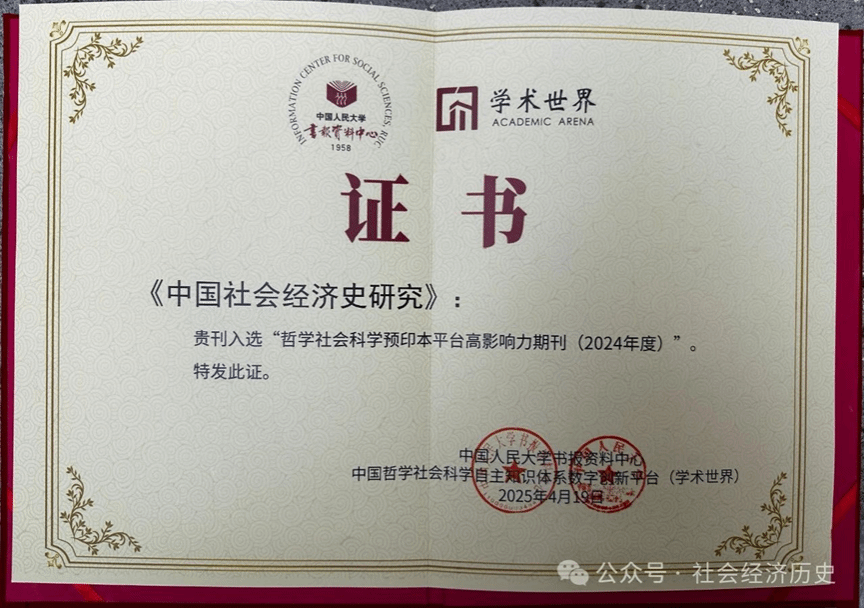 INFORMATION CENTER FOR SOCIAL SCIENCES, RUC
中国人民大学
书报资料中心
1958
学术世界
ACADEMIC ARENA
证书
《中国社会经济史研究》:
贵刊入选“哲学社会科学预印本平台高影响力期刊（2024年度）”。
特发此证。
中国人民大学书报资料中心
中国哲学社会科学自主知识体系数字创新平台（学术世界）
2025年4月19日
公众号·社会经济历史